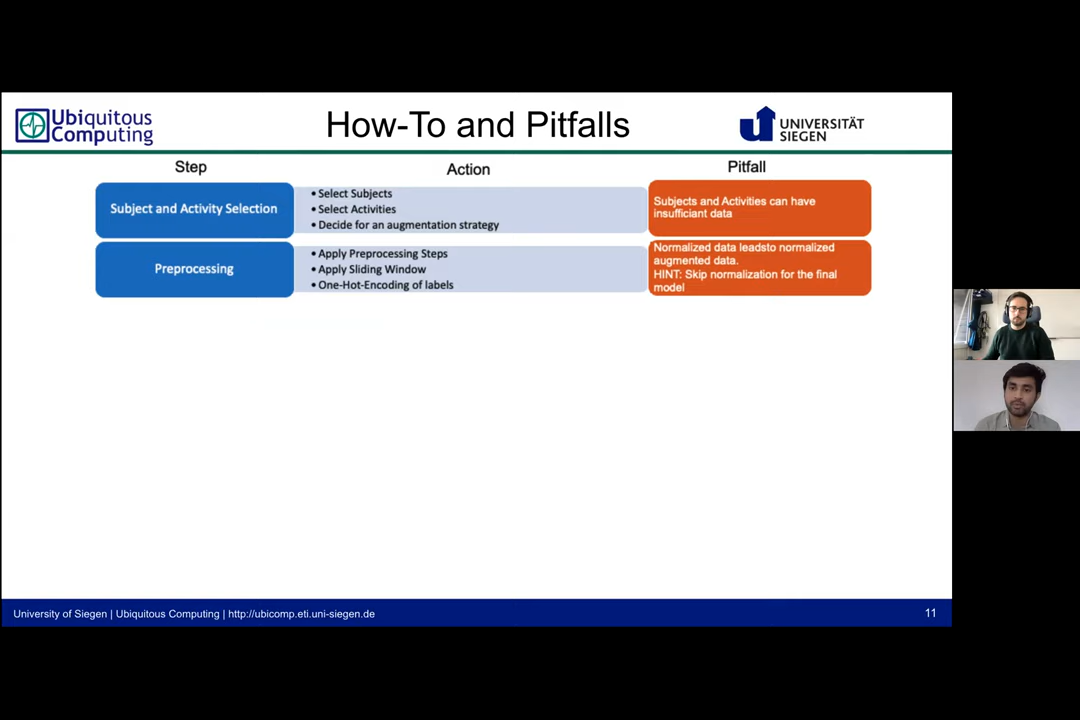 Ubiquitous
Computing
How-To and Pitfalls
UNIVERSITÄT
SIEGEN
Step
Action
Pitfall
Subject and Activity Selection
• Select Subjects
• Select Activities
• Decide for an augmentation strategy
Subjects and Activities can have
insufficient data
Preprocessing
• Apply Preprocessing Steps
• Apply Sliding Window
• One-Hot-Encoding of labels
Normalized data leadsto normalized
augmented data.
HINT: Skip normalization for the final
model
University of Siegen | Ubiquitous Computing | http://ubicomp.eti.uni-siegen.de
11